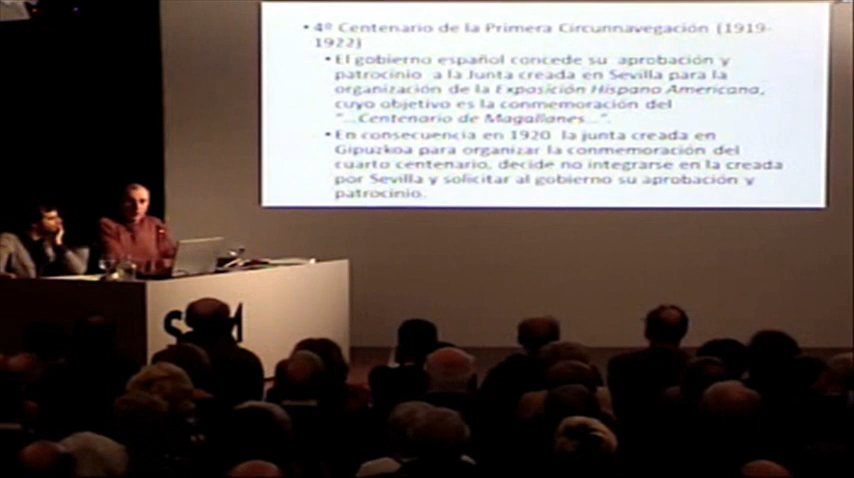 • 4º Centenario de la Primera Circunnavegación (1919-
1922)
• El gobierno español concede su aprobación y
patrocinio a la Junta creada en Sevilla para la
organización de la Exposición Hispano Americana,
cuyo objetivo es la conmemoración del
"...Centenario de Magallanes...".
• En consecuencia en 1920 la junta creada en
Gipuzkoa para organizar la conmemoración del
cuarto centenario, decide no integrarse en la creada
por Sevilla y solicitar al gobierno su aprobación y
patrocinio.